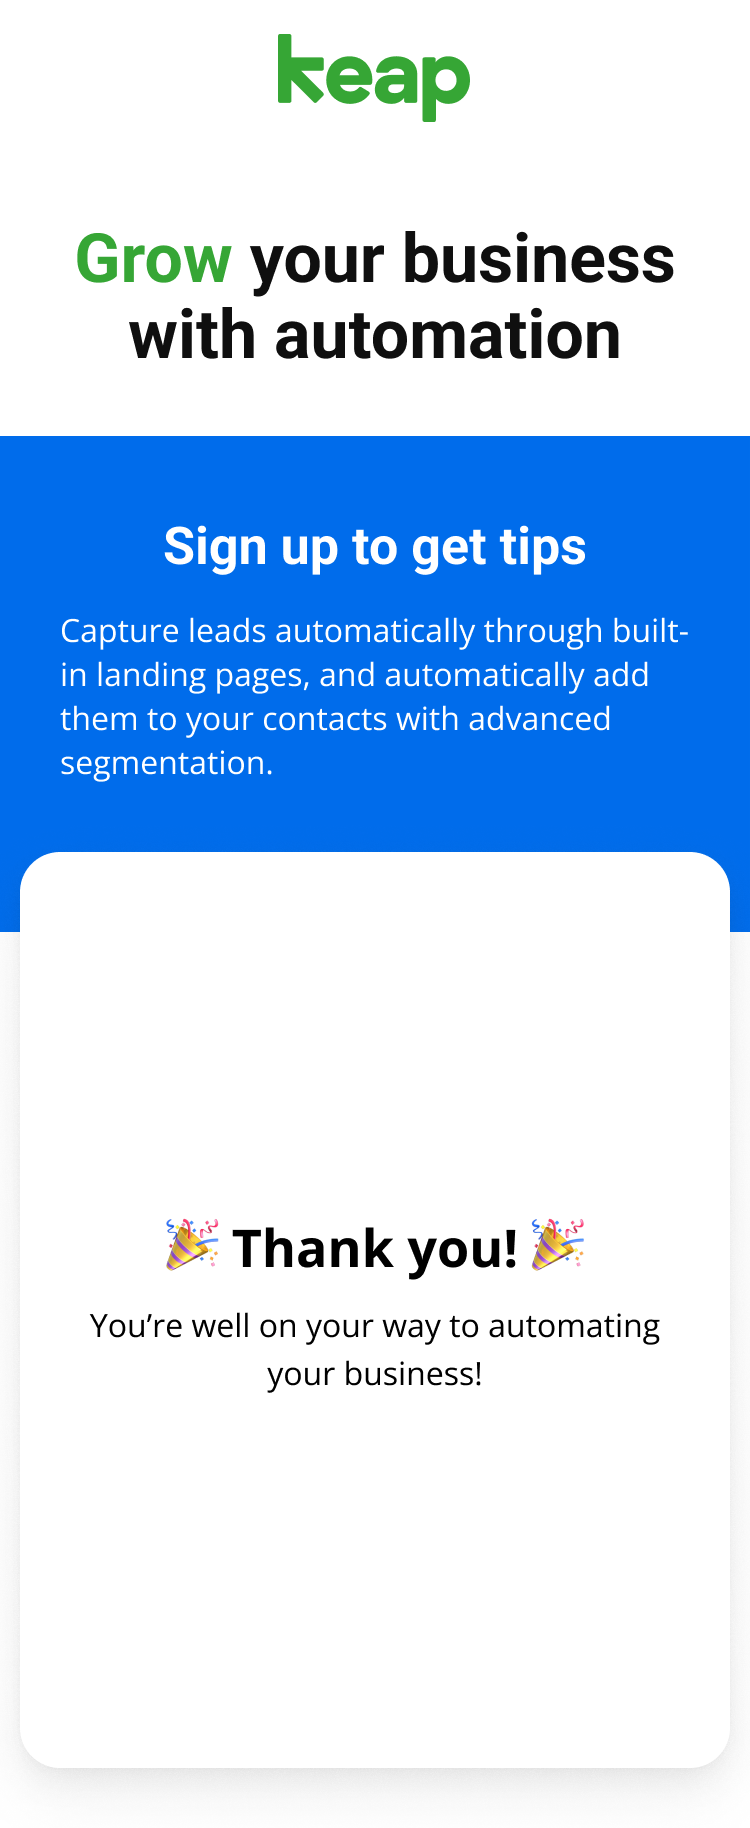 keap
Grow your business
with automation
Sign up to get tips
Capture leads automatically through built-
in landing pages, and automatically add
them to your contacts with advanced
segmentation.
🎉 Thank you! 🎉
You’re well on your way to automating
your business!